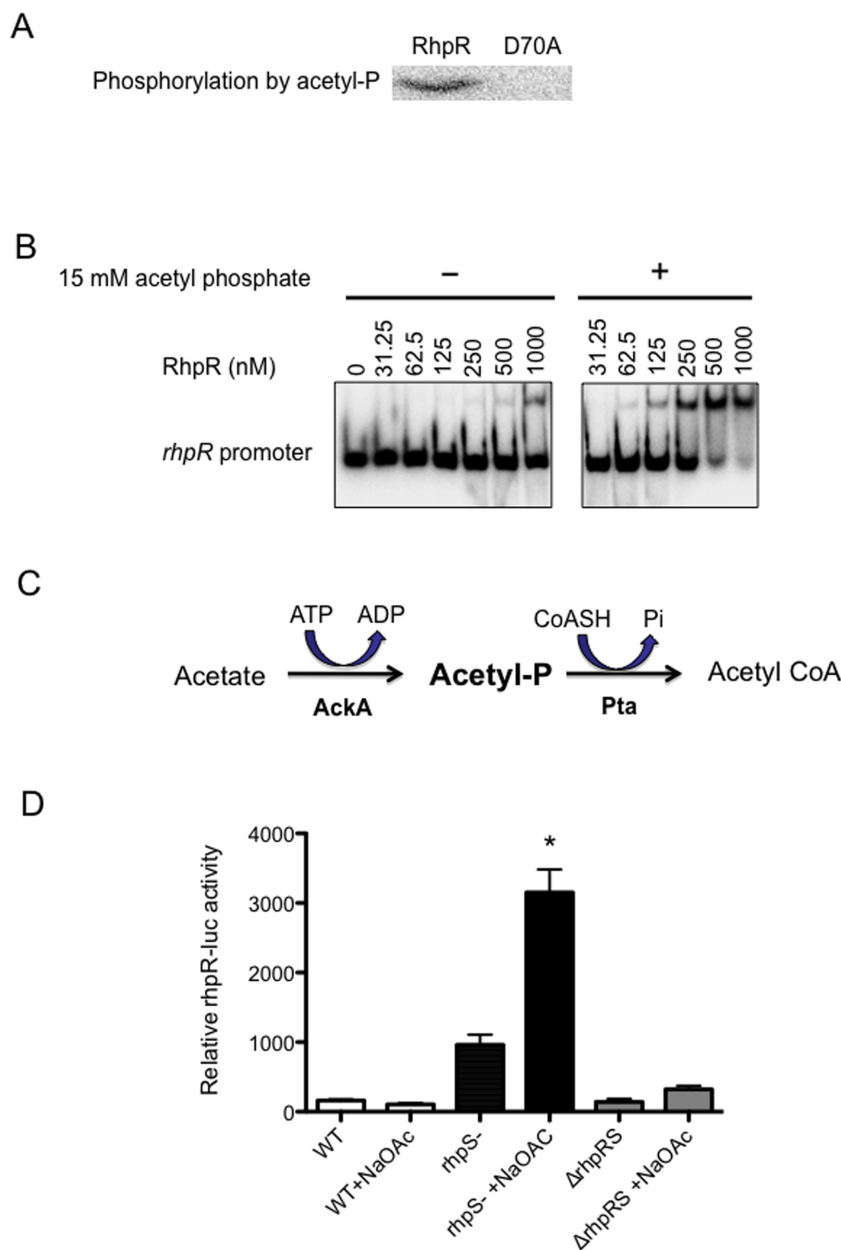 A
RhpR D70A
Phosphorylation by acetyl-P
B
15 mM acetyl phosphate – +
RhpR (nM) 0 31.25 62.5 125 250 500 1000 31.25 62.5 125 250 500 1000
rhpR promoter
C
ATP ADP CoASH Pi
Acetate Acetyl-P Acetyl CoA
AckA Pta
D
Relative rhpR-luc activity
4000
3000
2000
1000
0
*
WT
WT+NaOAc
rhpS-
rhpS- +NaOAC
ΔrhpRS
ΔrhpRS +NaOAc